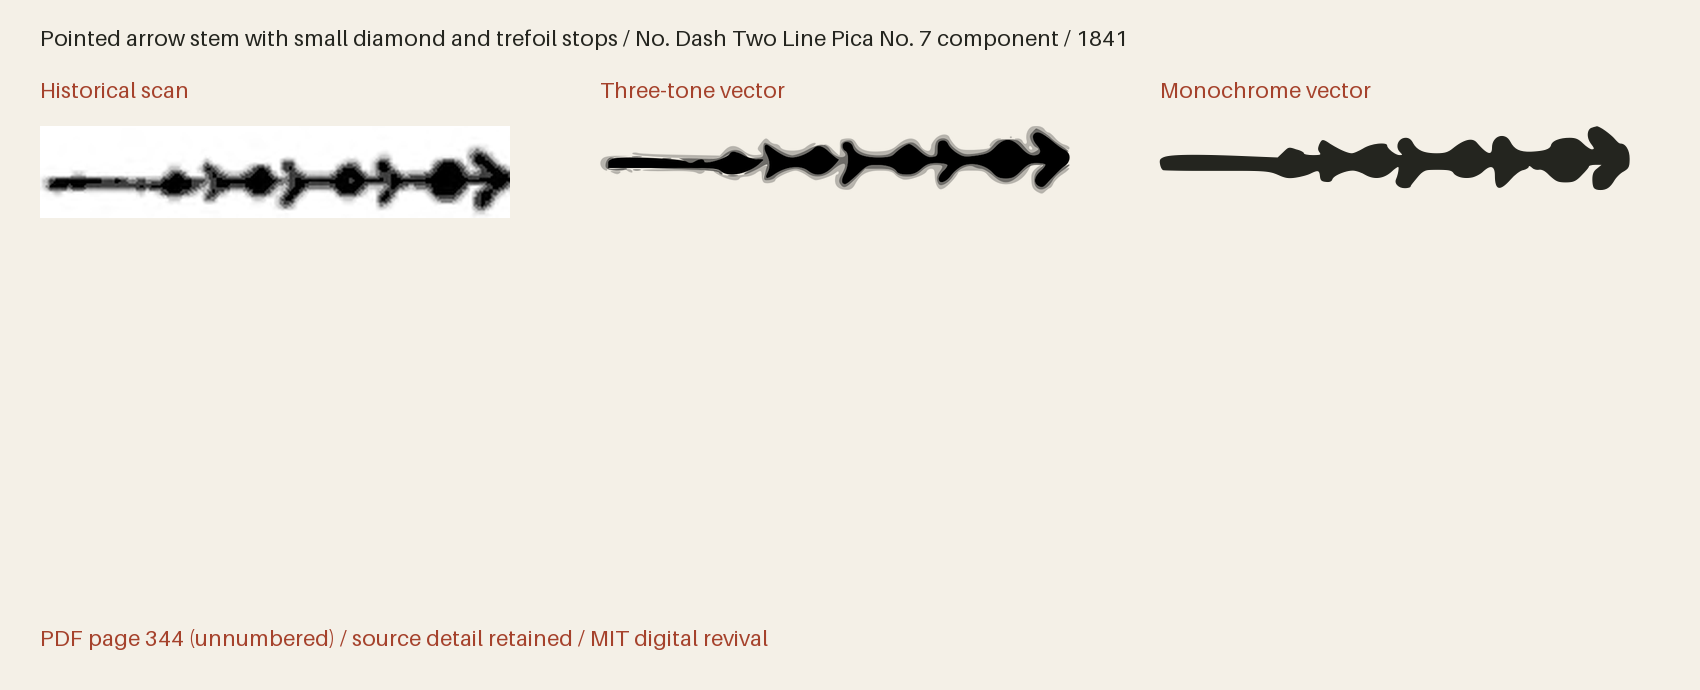 Pointed arrow stem with small diamond and trefoil stops / No. Dash Two Line Pica No. 7 component / 1841
Historical scan
Three-tone vector
Monochrome vector
PDF page 344 (unnumbered) / source detail retained / MIT digital revival